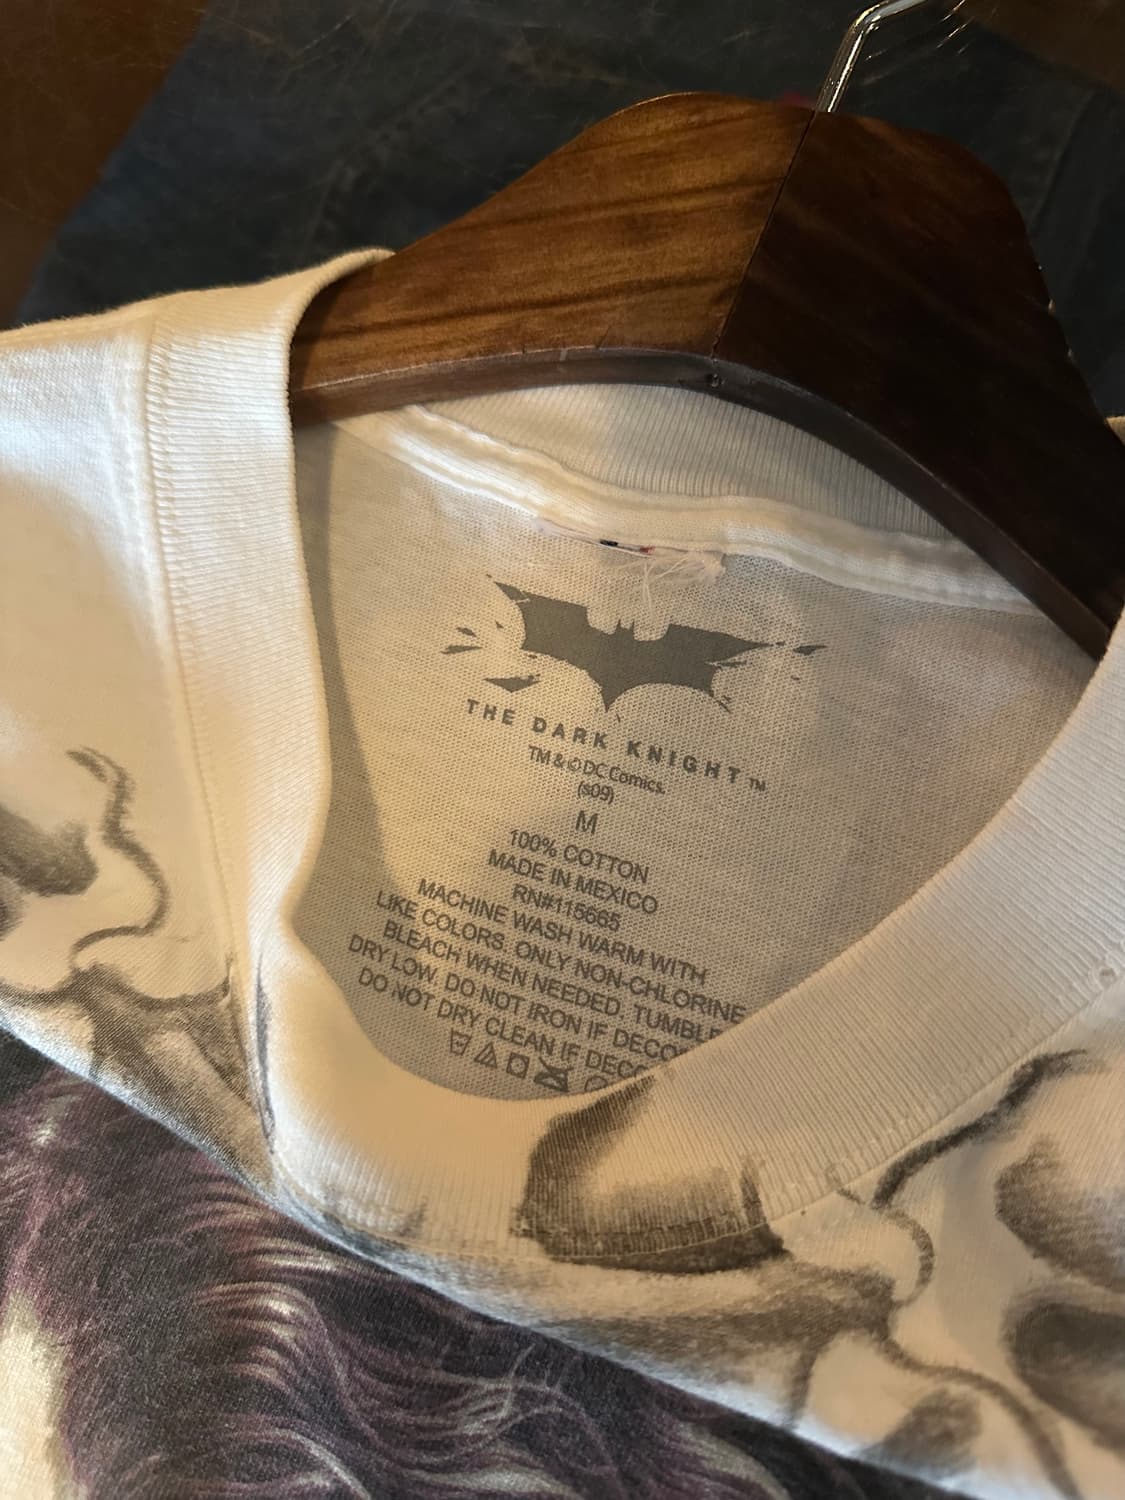 THE DARK KNIGHT™
TM & © DC Comics.
(s09)
M
100% COTTON
MADE IN MEXICO
RN#115665
MACHINE WASH WARM WITH
LIKE COLORS. ONLY NON-CHLORINE
BLEACH WHEN NEEDED. TUMBLE
DRY LOW. DO NOT IRON IF DECO
DO NOT DRY CLEAN IF DECO